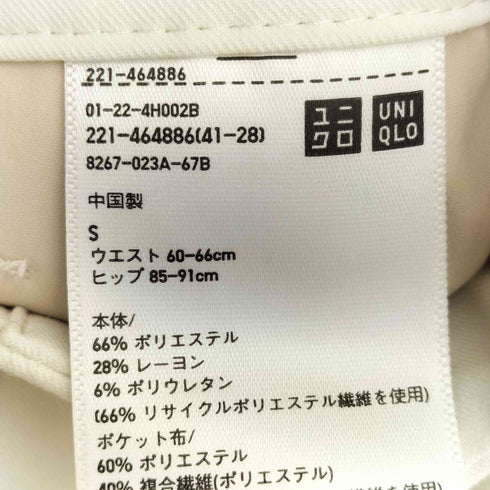 221-464886
01-22-4H002B
221-464886(41-28)
8267-023A-67B
ユニ
クロ
UNI
QLO
中国製
S
ウエスト 60-66cm
ヒップ 85-91cm
本体/
66% ポリエステル
28% レーヨン
6% ポリウレタン
(66% リサイクルポリエステル繊維を使用)
ポケット布/
60% ポリエステル
40% 複合繊維(ポリエステル)